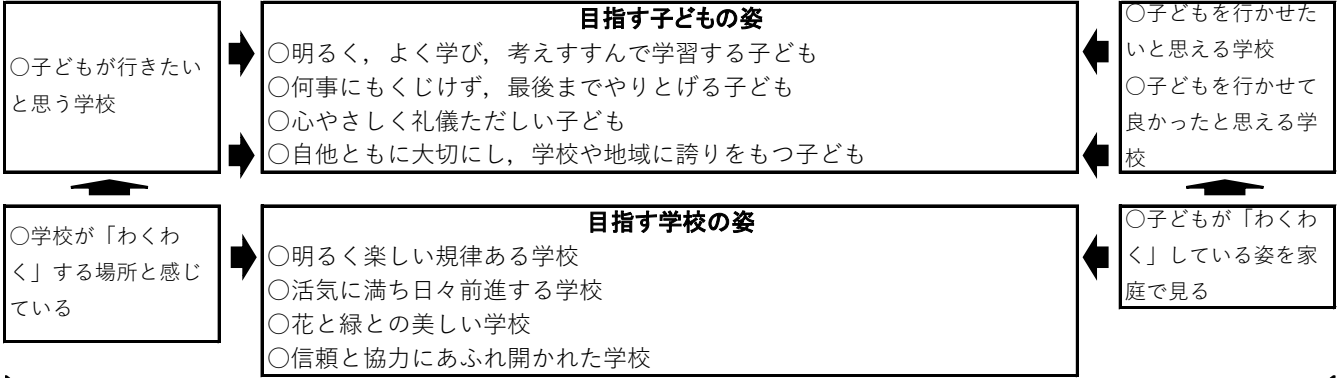 目指す子どもの姿
○明るく，よく学び，考えすすんで学習する子ども
○何事にもくじけず，最後までやりとげる子ども
○心やさしく礼儀ただしい子ども
○自他ともに大切にし，学校や地域に誇りをもつ子ども
○子どもが行きたい
と思う学校
○子どもを行かせた
いと思える学校
○子どもを行かせて
良かったと思える学
校
目指す学校の姿
○明るく楽しい規律ある学校
○活気に満ち日々前進する学校
○花と緑との美しい学校
○信頼と協力にあふれ開かれた学校
○学校が「わくわ
く」する場所と感じ
ている
○子どもが「わくわ
く」している姿を家
庭で見る